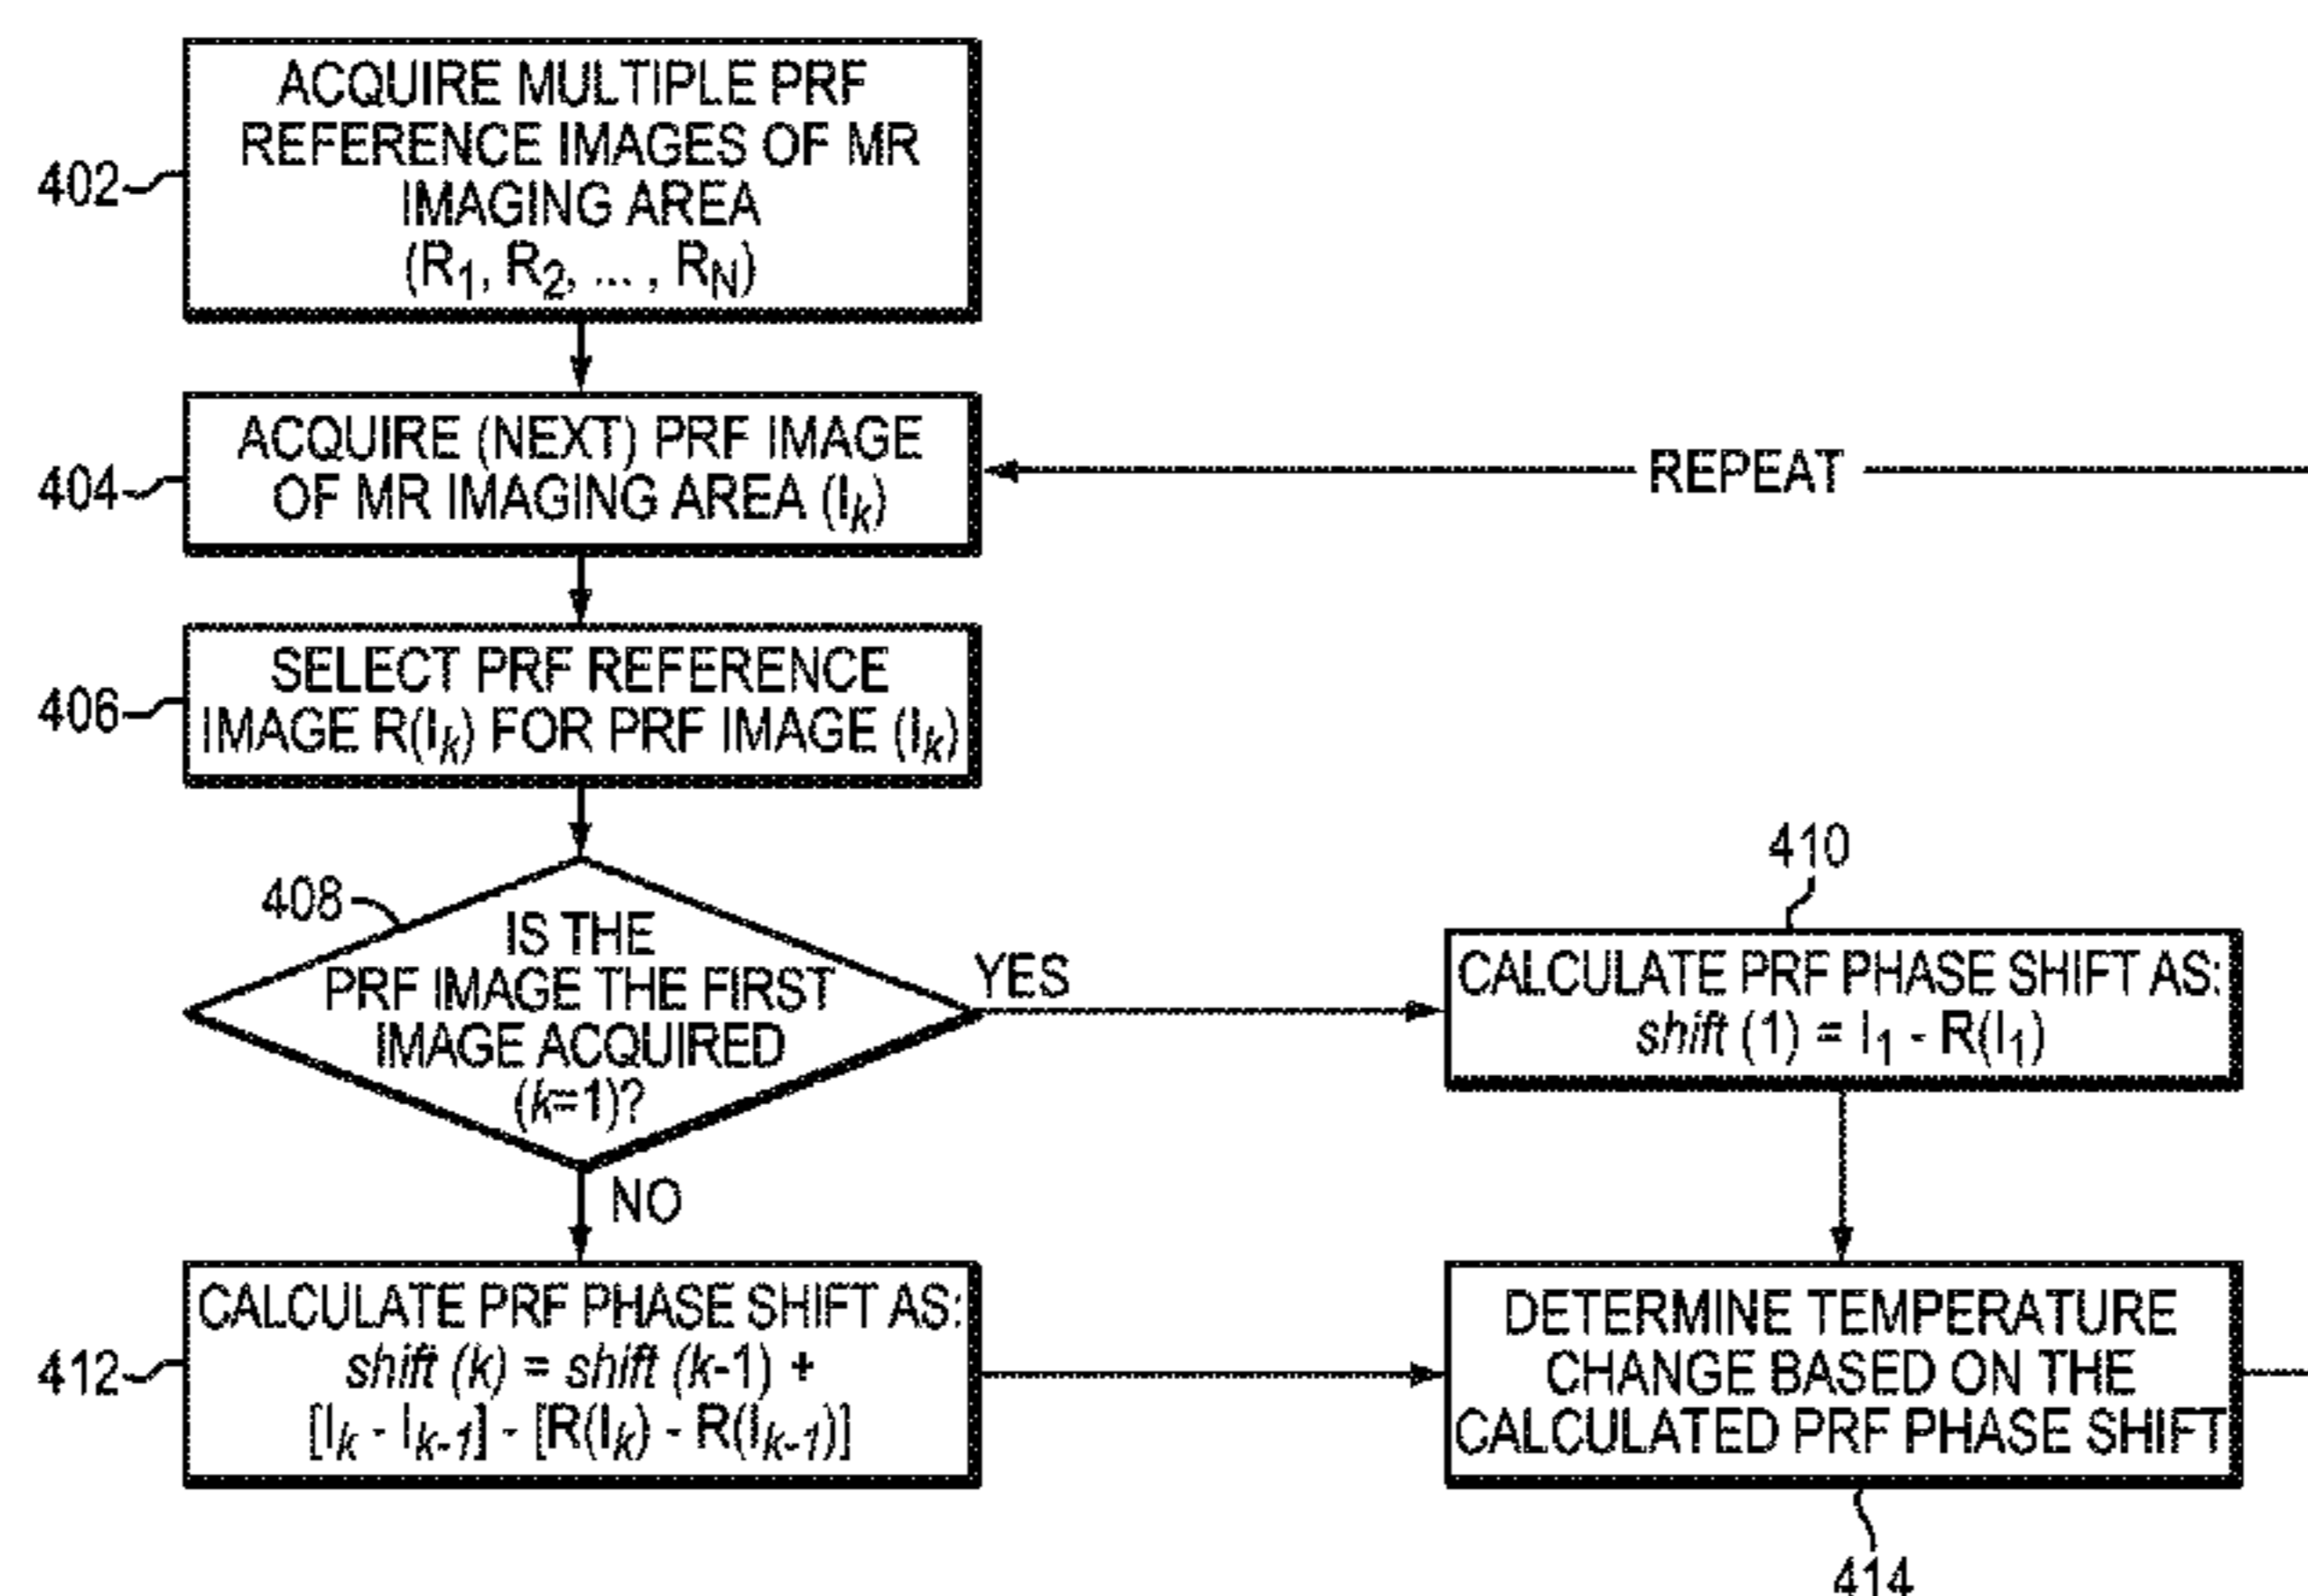 ACQUIRE MULTIPLE PRF
REFERENCE IMAGES OF MR
IMAGING AREA
(R1, R2, ... , RN)
402
ACQUIRE (NEXT) PRF IMAGE
OF MR IMAGING AREA (Ik)
404
REPEAT
SELECT PRF REFERENCE
IMAGE R(Ik) FOR PRF IMAGE (Ik)
406
408
IS THE
PRF IMAGE THE FIRST
IMAGE ACQUIRED
(k=1)?
YES
NO
410
CALCULATE PRF PHASE SHIFT AS:
shift (1) = I1 - R(I1)
CALCULATE PRF PHASE SHIFT AS:
shift (k) = shift (k-1) +
[Ik - Ik-1] - [R(Ik) - R(Ik-1)]
412
DETERMINE TEMPERATURE
CHANGE BASED ON THE
CALCULATED PRF PHASE SHIFT
414